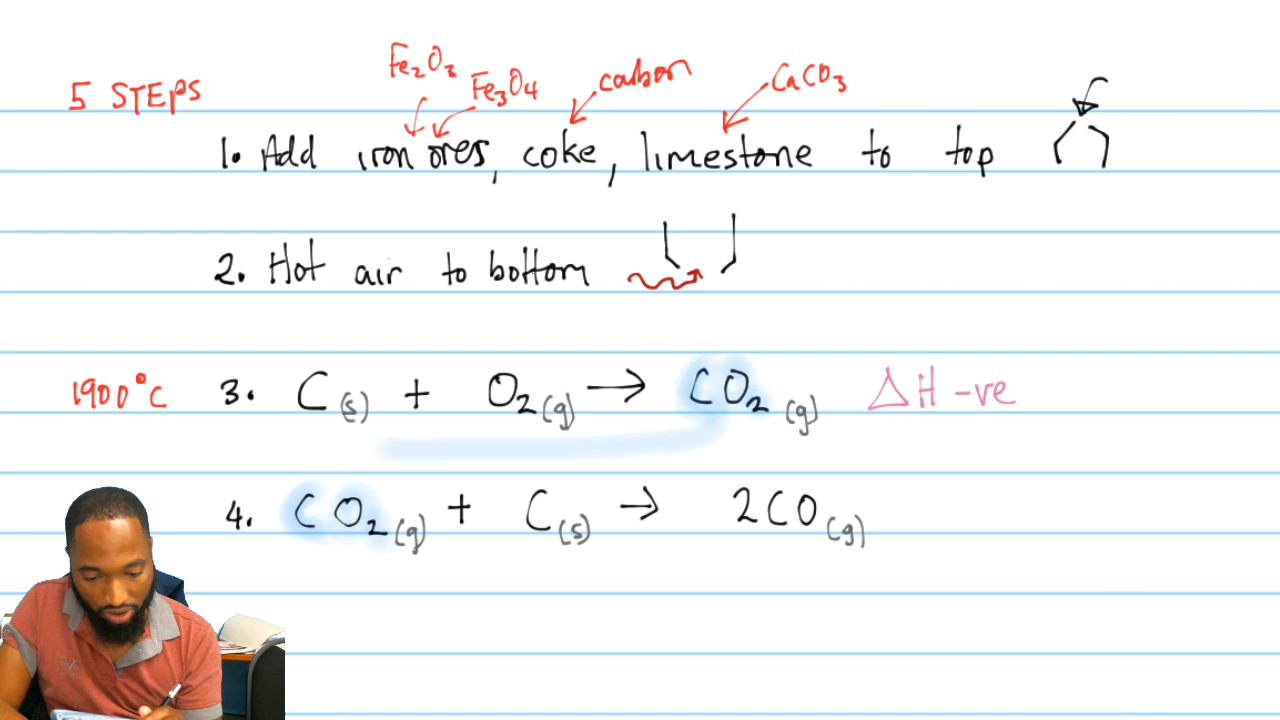 Fe₂O₃
Fe₃O₄
carbon
CaCO₃
5 STEPS
1. Add iron ores, coke, limestone to top
2. Hot air to bottom
1900°C 3. C(s) + O₂(g) → CO₂(g) ΔH -ve
4. CO₂(g) + C(s) → 2CO(g)